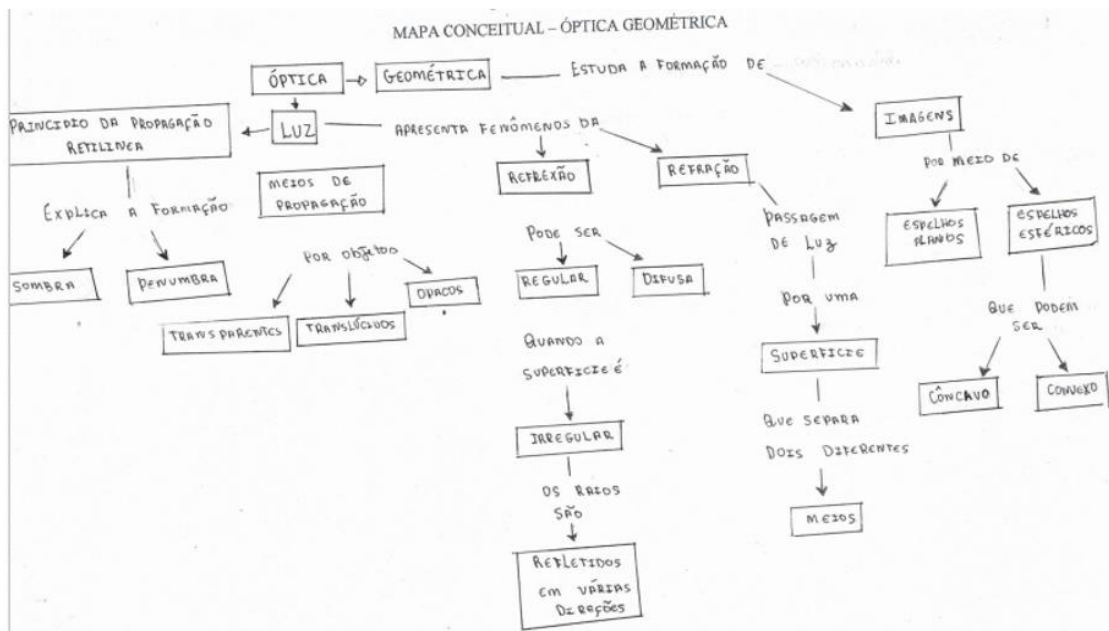 MAPA CONCEITUAL – ÓPTICA GEOMÉTRICA
ÓPTICA
GEOMÉTRICA
ESTUDA A FORMAÇÃO DE
IMAGENS
POR MEIO DE
ESPELHOS
PLANOS
ESPELHOS
ESFÉRICOS
QUE PODEM
SER
CÔNCAVO
CONVEXO
LUZ
PRINCIPIO DA PROPAGAÇÃO
RETILINEA
EXPLICA A FORMAÇÃO
SOMBRA
PENUMBRA
MEIOS DE
PROPAGAÇÃO
POR OBJETOS
TRANSPARENTES
TRANSLÚCIDOS
OPACOS
APRESENTA FENÔMENOS DA
REFLEXÃO
PODE SER
REGULAR
DIFUSA
QUANDO A
SUPERFICIE É
IRREGULAR
OS RAIOS
SÃO
REFLETIDOS
EM VÁRIAS
DIREÇÕES
REFRAÇÃO
PASSAGEM
DE LUZ
POR UMA
SUPERFICIE
QUE SEPARA
DOIS DIFERENTES
MEIOS